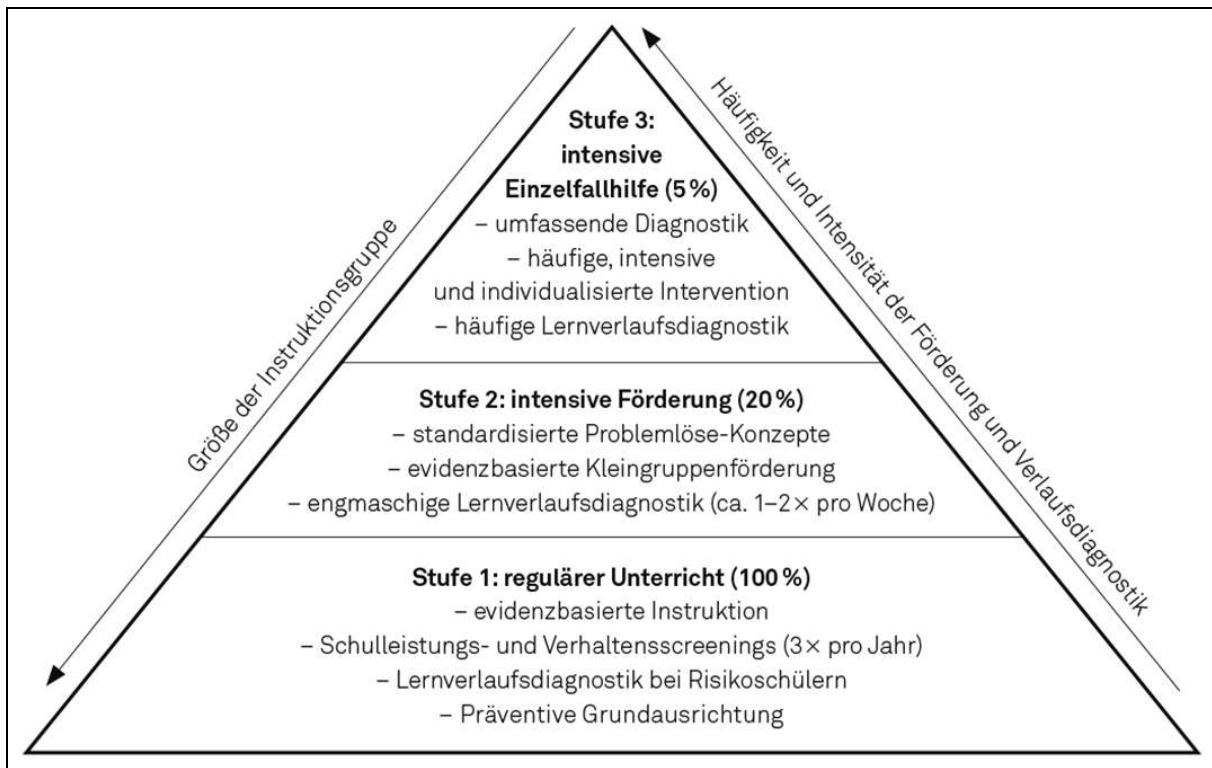 Stufe 3:
intensive
Einzelfallhilfe (5 %)
– umfassende Diagnostik
– häufige, intensive
und individualisierte Intervention
– häufige Lernverlaufsdiagnostik
Stufe 2: intensive Förderung (20 %)
– standardisierte Problemlöse-Konzepte
– evidenzbasierte Kleingruppenförderung
– engmaschige Lernverlaufsdiagnostik (ca. 1–2 × pro Woche)
Stufe 1: regulärer Unterricht (100 %)
– evidenzbasierte Instruktion
– Schulleistungs- und Verhaltensscreenings (3 × pro Jahr)
– Lernverlaufsdiagnostik bei Risikoschülern
– Präventive Grundausrichtung
Größe der Instruktionsgruppe
Häufigkeit und Intensität der Förderung und Verlaufsdiagnostik